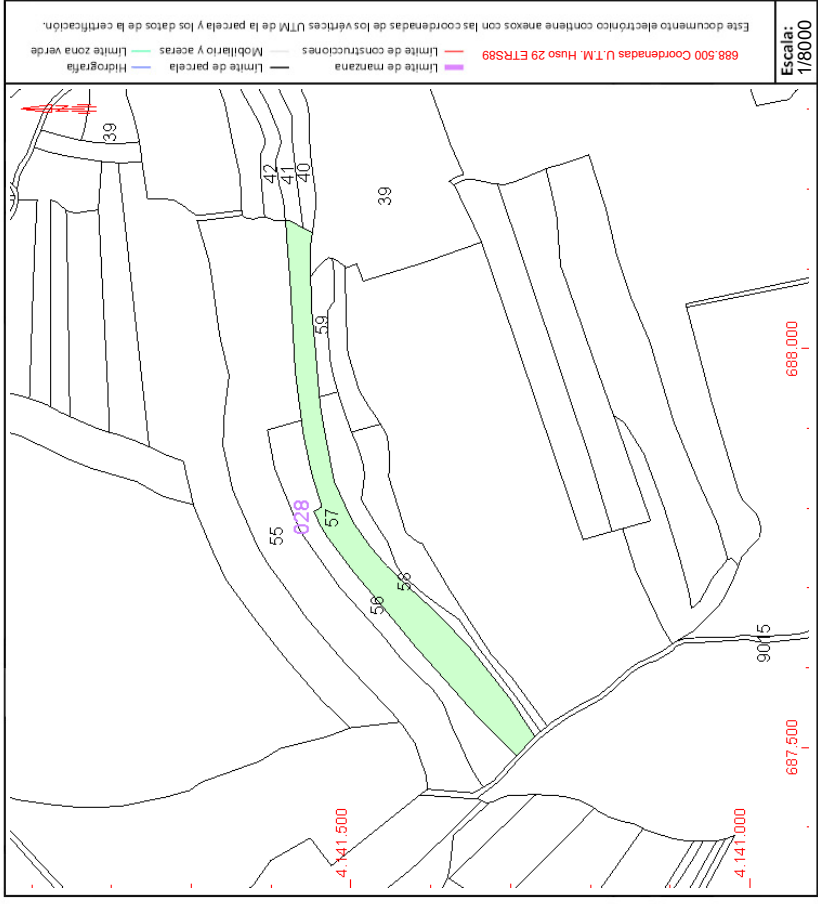 Este documento electrónico contiene anexos con las coordenadas de los vértices UTM de la parcela y los datos de la certificación.
688.500 Coordenadas U.T.M. Huso 29 ETRS89
Límite de manzana
Límite de construcciones
Límite de parcela
Mobiliario y aceras
Hidrografía
Límite zona verde
Escala:
1/8000
39
42
41
40
39
59
688.000
028
55
57
56
58
9015
687.500
4.141.500
4.141.000